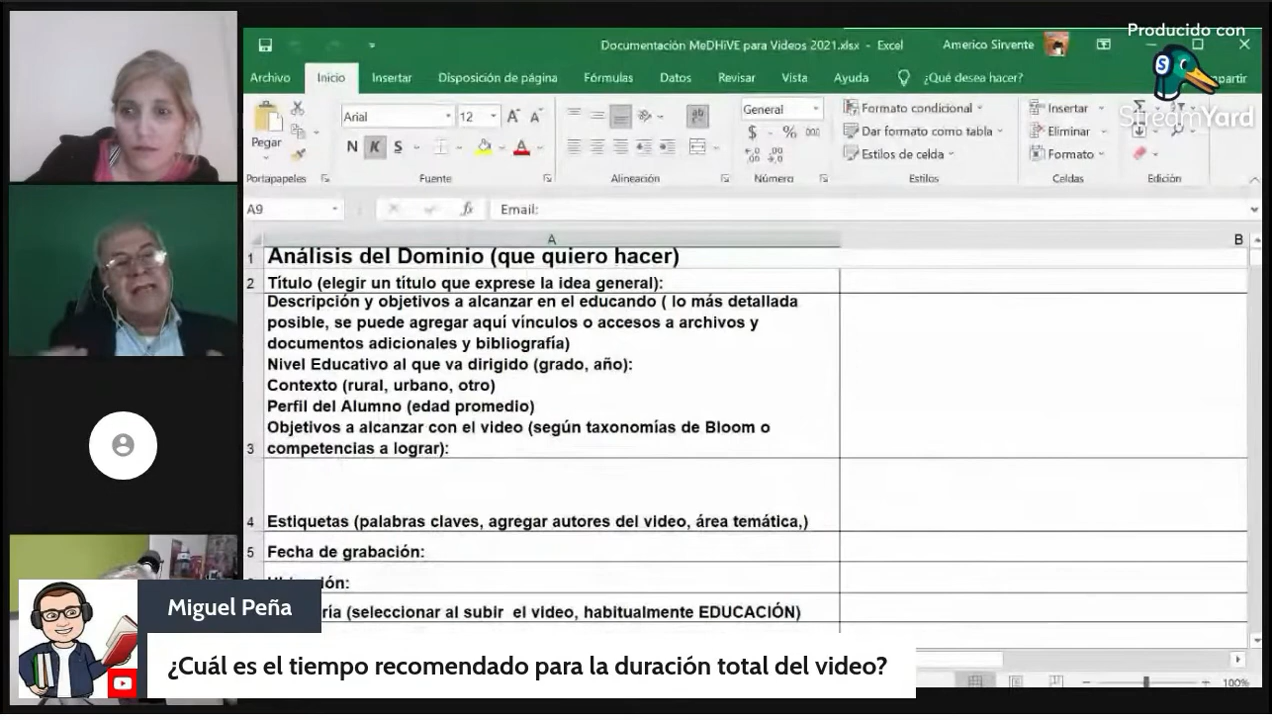 Producido con
StreamYard
Documentación MeDHiVE para Videos 2021.xlsx - Excel
Americo Sirvente
Archivo Inicio Insertar Disposición de página Fórmulas Datos Revisar Vista Ayuda ¿Qué desea hacer?
Pegar
Portapapeles
Arial 12
N K S
Fuente
Alineación
General
$ % 000
Número
Formato condicional
Dar formato como tabla
Estilos de celda
Estilos
Insertar
Eliminar
Formato
Celdas
Edición
A9 fx Email:
A B
1 Análisis del Dominio (que quiero hacer)
2 Título (elegir un título que exprese la idea general):
Descripción y objetivos a alcanzar en el educando ( lo más detallada
posible, se puede agregar aquí vínculos o accesos a archivos y
documentos adicionales y bibliografía)
Nivel Educativo al que va dirigido (grado, año):
Contexto (rural, urbano, otro)
Perfil del Alumno (edad promedio)
Objetivos a alcanzar con el video (según taxonomías de Bloom o
3 competencias a lograr):
4 Etiquetas (palabras claves, agregar autores del video, área temática,)
5 Fecha de grabación:
(seleccionar al subir el video, habitualmente EDUCACIÓN)
Miguel Peña
¿Cuál es el tiempo recomendado para la duración total del video?
100%